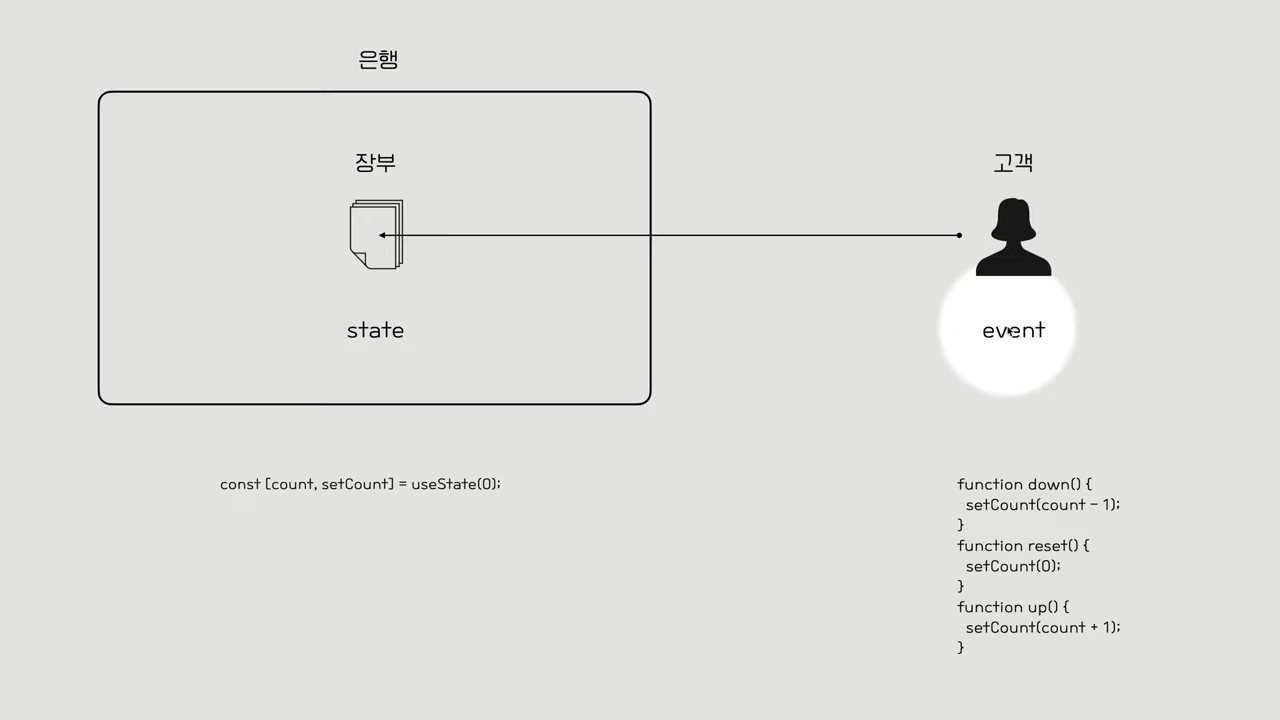 은행
장부
고객
state
event
const [count, setCount] = useState(0);
function down() {
  setCount(count - 1);
}
function reset() {
  setCount(0);
}
function up() {
  setCount(count + 1);
}